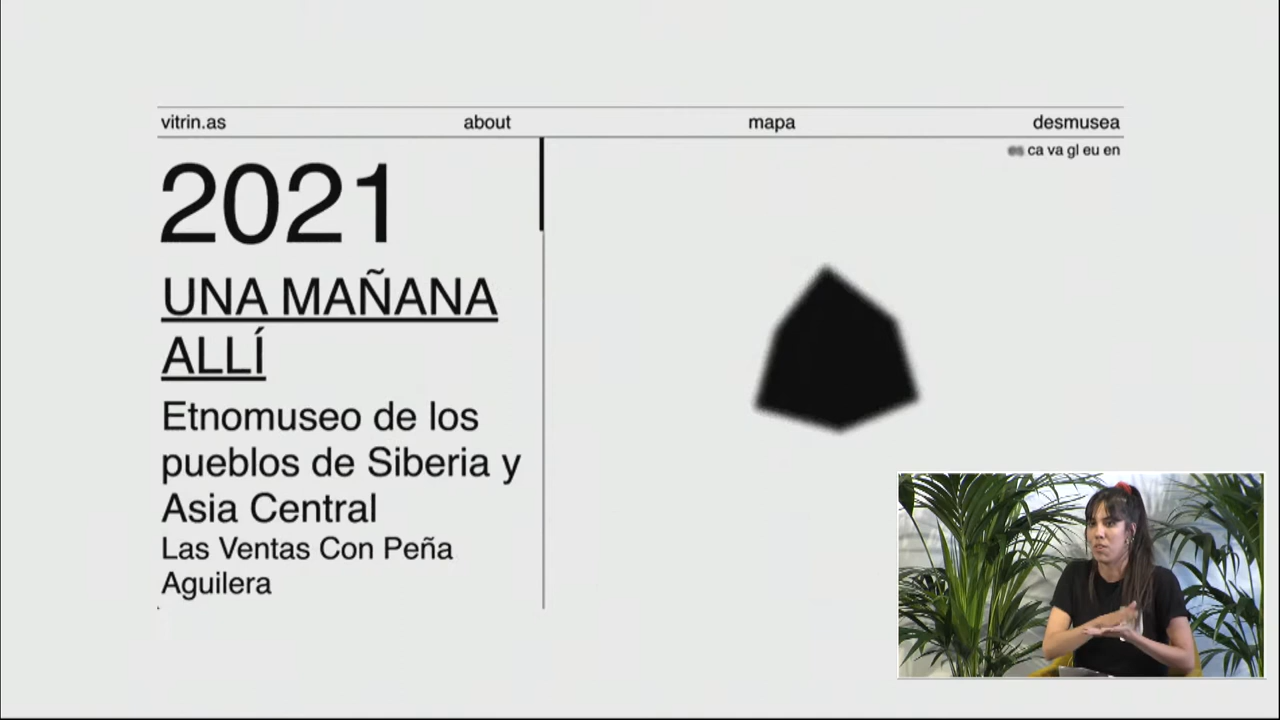 vitrin.as about mapa desmusea
es ca va gl eu en
2021
UNA MAÑANA
ALLÍ
Etnomuseo de los
pueblos de Siberia y
Asia Central
Las Ventas Con Peña
Aguilera